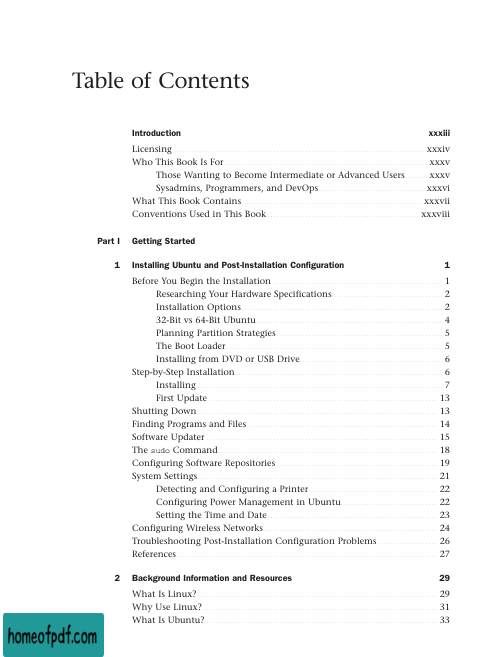 Table of Contents
Introduction xxxiii
Licensing xxxiv
Who This Book Is For xxxv
Those Wanting to Become Intermediate or Advanced Users xxxv
Sysadmins, Programmers, and DevOps xxxvi
What This Book Contains xxxvii
Conventions Used in This Book xxxviii
Part I Getting Started
1 Installing Ubuntu and Post-Installation Configuration 1
Before You Begin the Installation 1
Researching Your Hardware Specifications 2
Installation Options 2
32-Bit vs 64-Bit Ubuntu 4
Planning Partition Strategies 5
The Boot Loader 5
Installing from DVD or USB Drive 6
Step-by-Step Installation 6
Installing 7
First Update 13
Shutting Down 13
Finding Programs and Files 14
Software Updater 15
The sudo Command 18
Configuring Software Repositories 19
System Settings 21
Detecting and Configuring a Printer 22
Configuring Power Management in Ubuntu 22
Setting the Time and Date 23
Configuring Wireless Networks 24
Troubleshooting Post-Installation Configuration Problems 26
References 27
2 Background Information and Resources 29
What Is Linux? 29
Why Use Linux? 31
What Is Ubuntu? 33
homeofpdf.com